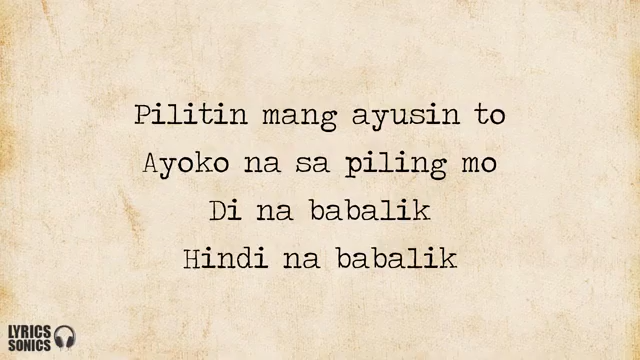 Pilitin mang ayusin to
Ayoko na sa piling mo
Di na babalik
Hindi na babalik
LYRICS
SONICS